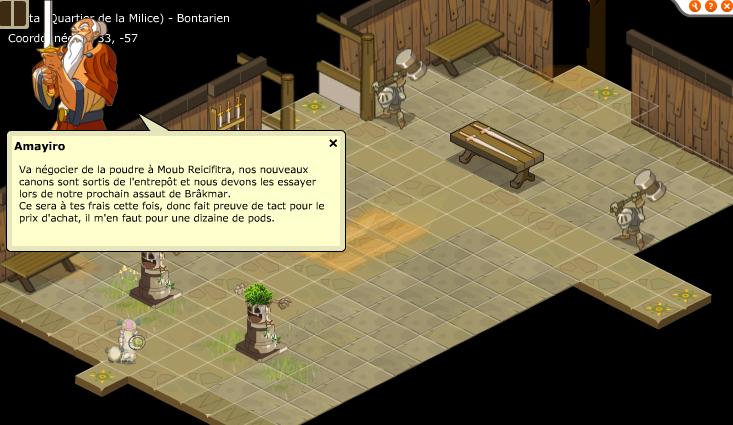 (Quartier de la Milice) - Bontarien
Coordonnées 33, -57
Amayiro
Va négocier de la poudre à Moub Reicifitra, nos nouveaux
canons sont sortis de l'entrepôt et nous devons les essayer
lors de notre prochain assaut de Brâkmar.
Ce sera à tes frais cette fois, donc fait preuve de tact pour le
prix d'achat, il m'en faut pour une dizaine de pods.